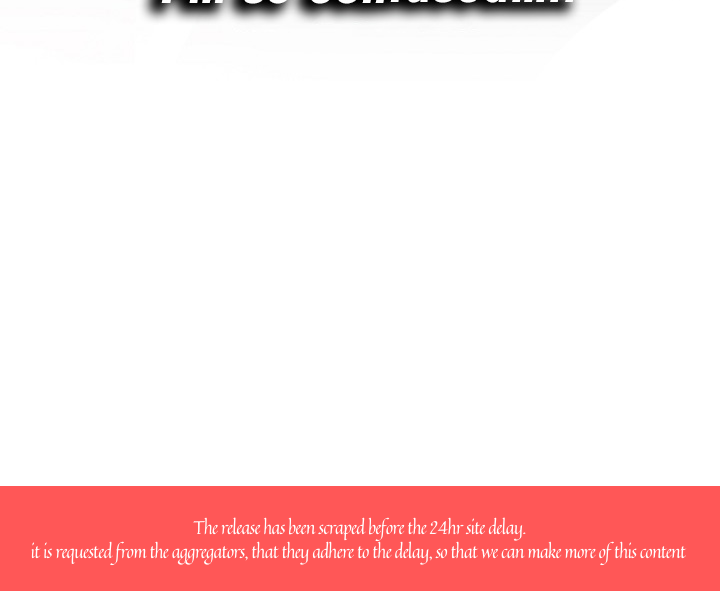 The release has been scraped before the 24hr site delay.
it is requested from the aggregators, that they adhere to the delay, so that we can make more of this content